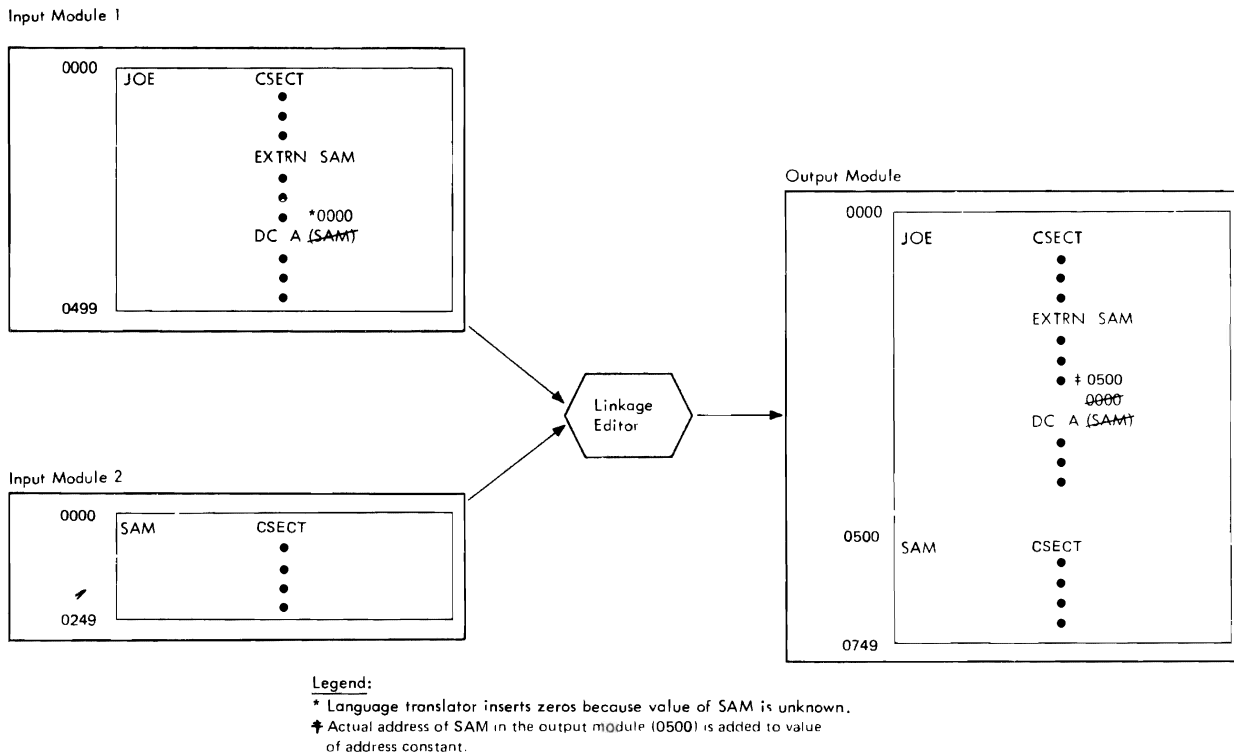 Input Module 1
0000
JOE CSECT
EXTRN SAM
*0000
DC A (SAM)
0499
Input Module 2
0000
SAM CSECT
0249
Linkage
Editor
Output Module
0000
JOE CSECT
EXTRN SAM
‡ 0500
0000
DC A (SAM)
0500
SAM CSECT
0749
Legend:
* Language translator inserts zeros because value of SAM is unknown.
‡ Actual address of SAM in the output module (0500) is added to value
of address constant.